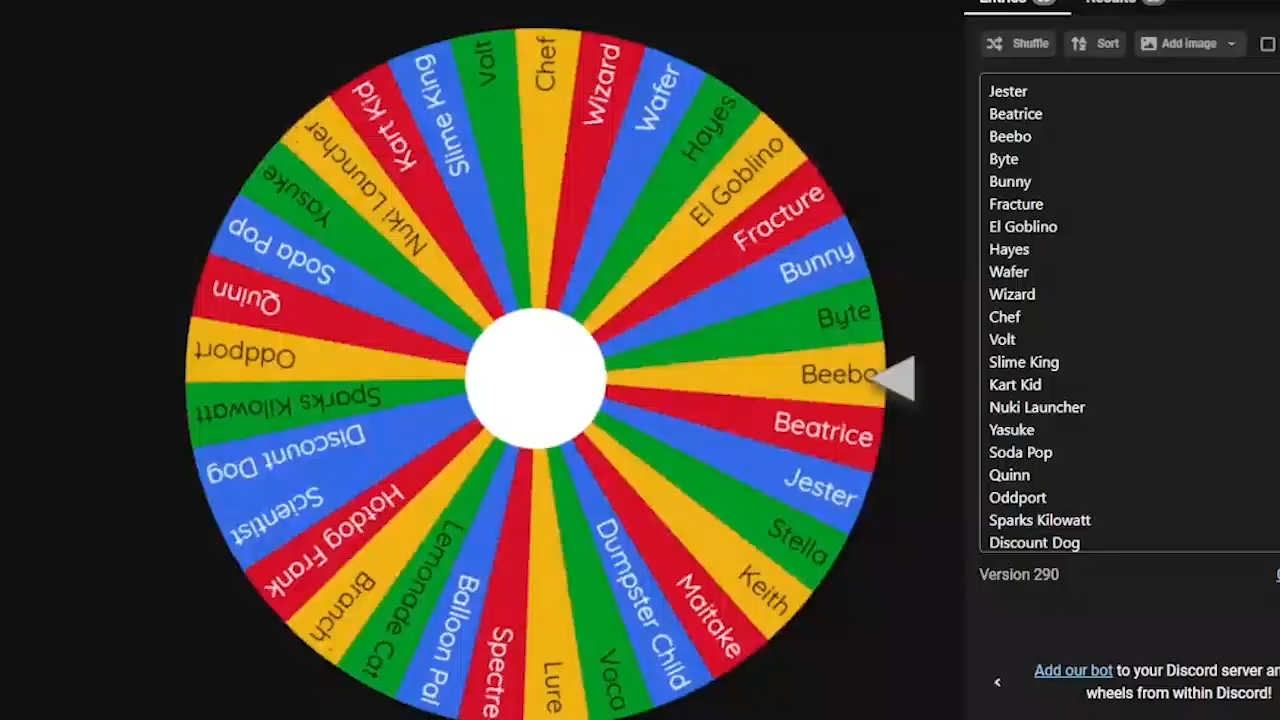 Entries
Results
Shuffle
Sort
Add image
Jester
Beatrice
Beebo
Byte
Bunny
Fracture
El Goblino
Hayes
Wafer
Wizard
Chef
Volt
Slime King
Kart Kid
Nuki Launcher
Yasuke
Soda Pop
Quinn
Oddport
Sparks Kilowatt
Discount Dog
Version 290
Add our bot to your Discord server an
wheels from within Discord!
Chef
Wizard
Wafer
Hayes
El Goblino
Fracture
Bunny
Byte
Beebo
Beatrice
Jester
Stella
Keith
Maitake
Dumpster Child
Voca
Lure
Spectre
Balloon Pal
Lemonade Cat
Branch
Hotdog Frank
Scientist
Discount Dog
Sparks Kilowatt
Oddport
Quinn
Soda Pop
Yasuke
Nuki Launcher
Kart Kid
Slime King
Volt